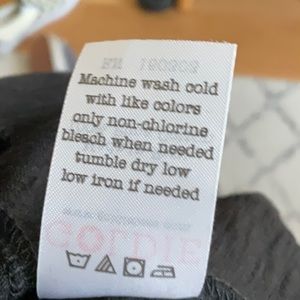 Machine wash cold
with like colors
only non-chlorine
bleach when needed
tumble dry low
low iron if needed